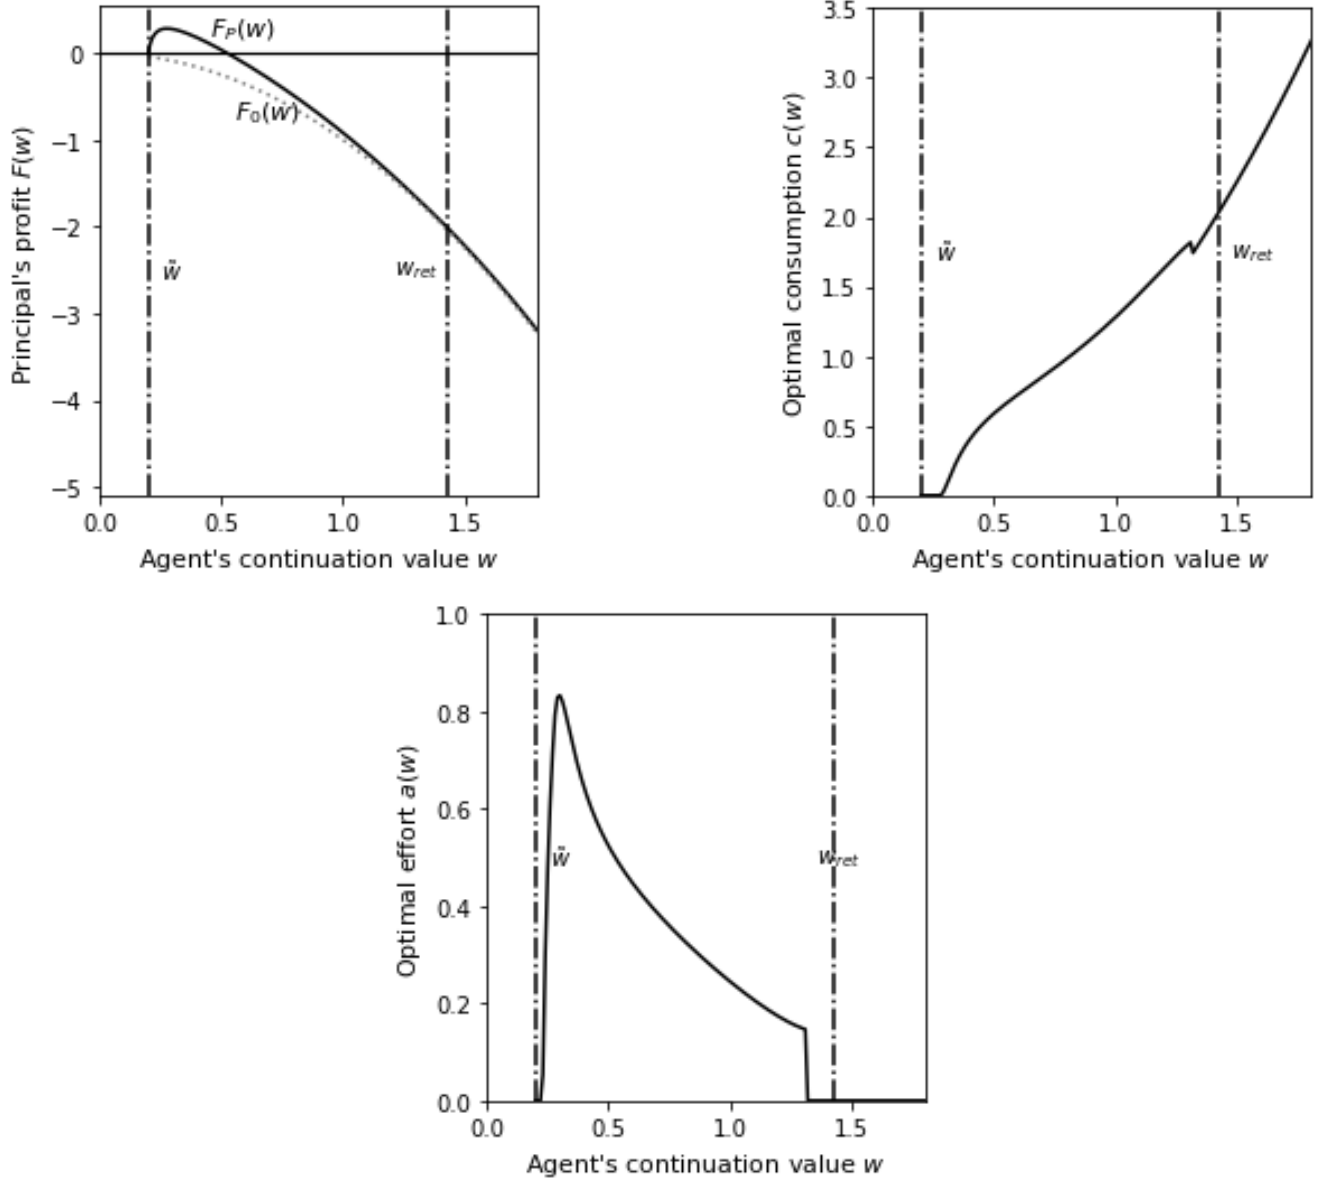 F_P(w)
F_0(w)
w̃
w_ret
0
−1
−2
−3
−4
−5
0.0 0.5 1.0 1.5
Principal's profit F(w)
Agent's continuation value w
3.5
3.0
2.5
2.0
1.5
1.0
0.5
0.0
w̃
w_ret
0.0 0.5 1.0 1.5
Optimal consumption c(w)
Agent's continuation value w
1.0
0.8
0.6
0.4
0.2
0.0
w̃
w_ret
0.0 0.5 1.0 1.5
Optimal effort a(w)
Agent's continuation value w